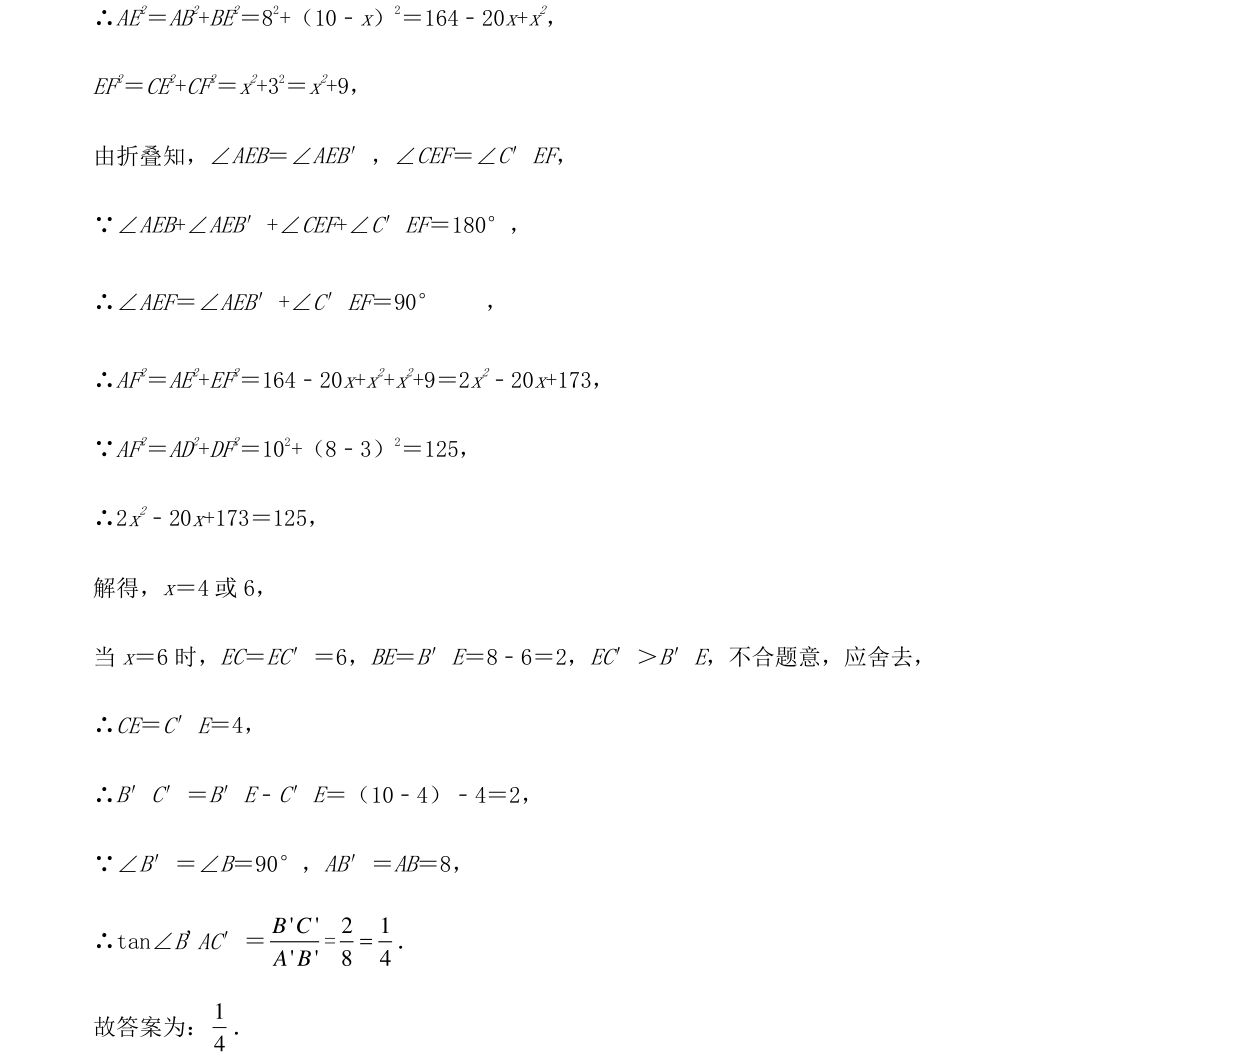 ∴AE²＝AB²+BE²＝8²+（10﹣x）²＝164﹣20x+x²，
EF²＝CE²+CF²＝x²+3²＝x²+9，
由折叠知，∠AEB＝∠AEB′，∠CEF＝∠C′EF，
∵∠AEB+∠AEB′+∠CEF+∠C′EF＝180°，
∴∠AEF＝∠AEB′+∠C′EF＝90°，
∴AF²＝AE²+EF²＝164﹣20x+x²+x²+9＝2x²﹣20x+173，
∵AF²＝AD²+DF²＝10²+（8﹣3）²＝125，
∴2x²﹣20x+173＝125，
解得，x＝4 或 6，
当 x＝6 时，EC＝EC′＝6，BE＝B′E＝8﹣6＝2，EC′＞B′E，不合题意，应舍去，
∴CE＝C′E＝4，
∴B′C′＝B′E﹣C′E＝（10﹣4）﹣4＝2，
∵∠B′＝∠B＝90°，AB′＝AB＝8，
∴tan∠B'AC′＝B'C'/A'B'=2/8=1/4．
故答案为：1/4．